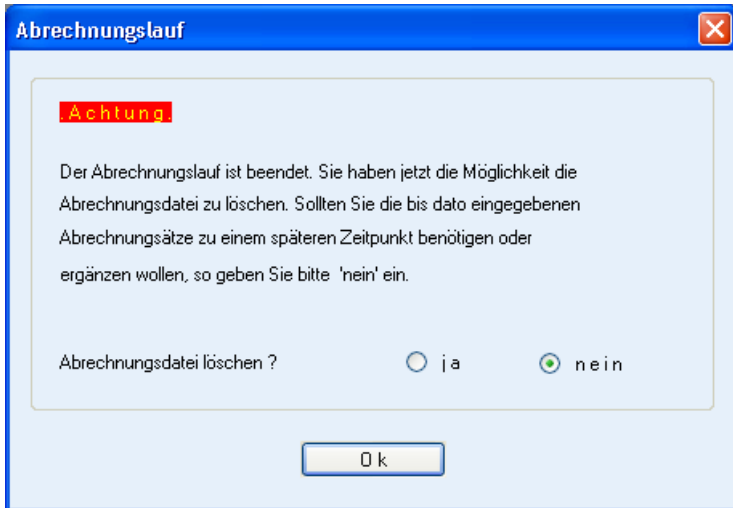 Abrechnungslauf
.Achtung.
Der Abrechnungslauf ist beendet. Sie haben jetzt die Möglichkeit die
Abrechnungsdatei zu löschen. Sollten Sie die bis dato eingegebenen
Abrechnungsätze zu einem späteren Zeitpunkt benötigen oder
ergänzen wollen, so geben Sie bitte 'nein' ein.
Abrechnungsdatei löschen ? ja nein
Ok